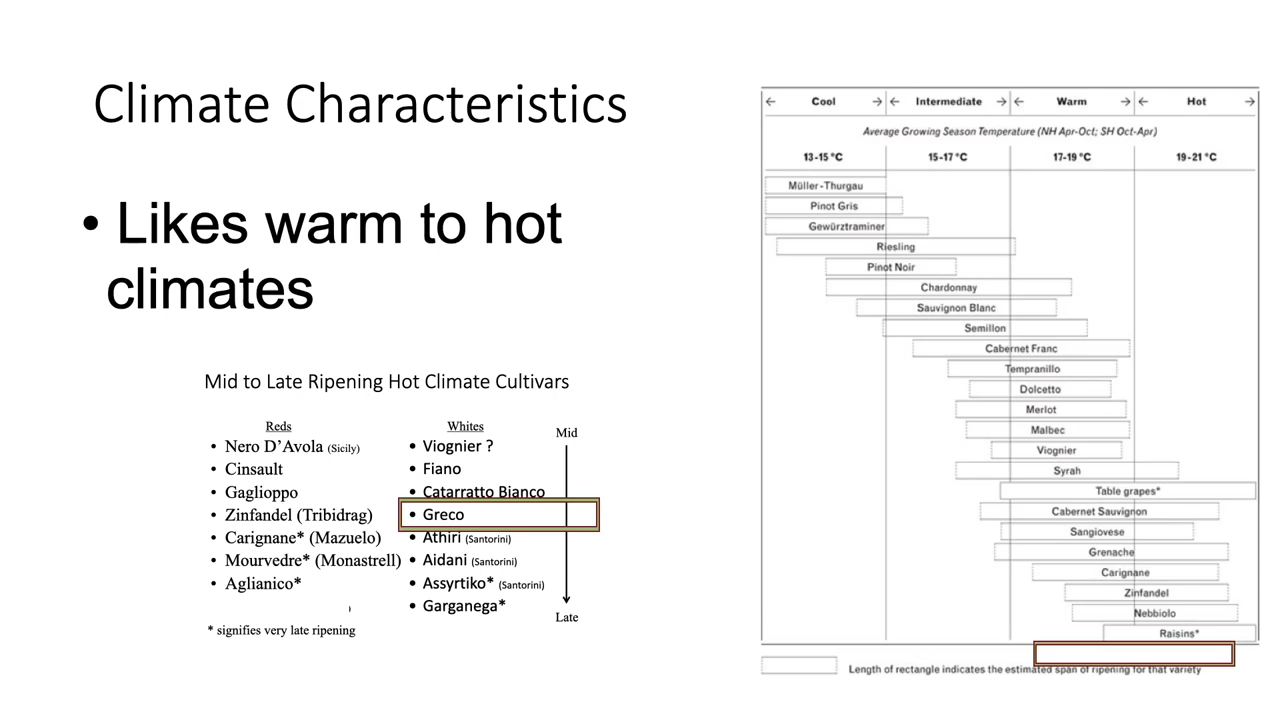 Climate Characteristics
• Likes warm to hot
climates
Mid to Late Ripening Hot Climate Cultivars
Reds
• Nero D’Avola (Sicily)
• Cinsault
• Gaglioppo
• Zinfandel (Tribidrag)
• Carignane* (Mazuelo)
• Mourvedre* (Monastrell)
• Aglianico*
* signifies very late ripening
Whites
• Viognier ?
• Fiano
• Catarratto Bianco
• Greco
• Athiri (Santorini)
• Aidani (Santorini)
• Assyrtiko* (Santorini)
• Garganega*
Mid
Late
← Cool → ← Intermediate → ← Warm → ← Hot →
Average Growing Season Temperature (NH Apr-Oct; SH Oct-Apr)
13-15 °C 15-17 °C 17-19 °C 19-21 °C
Müller-Thurgau
Pinot Gris
Gewürztraminer
Riesling
Pinot Noir
Chardonnay
Sauvignon Blanc
Semillon
Cabernet Franc
Tempranillo
Dolcetto
Merlot
Malbec
Viognier
Syrah
Table grapes*
Cabernet Sauvignon
Sangiovese
Grenache
Carignane
Zinfandel
Nebbiolo
Raisins*
Length of rectangle indicates the estimated span of ripening for that variety